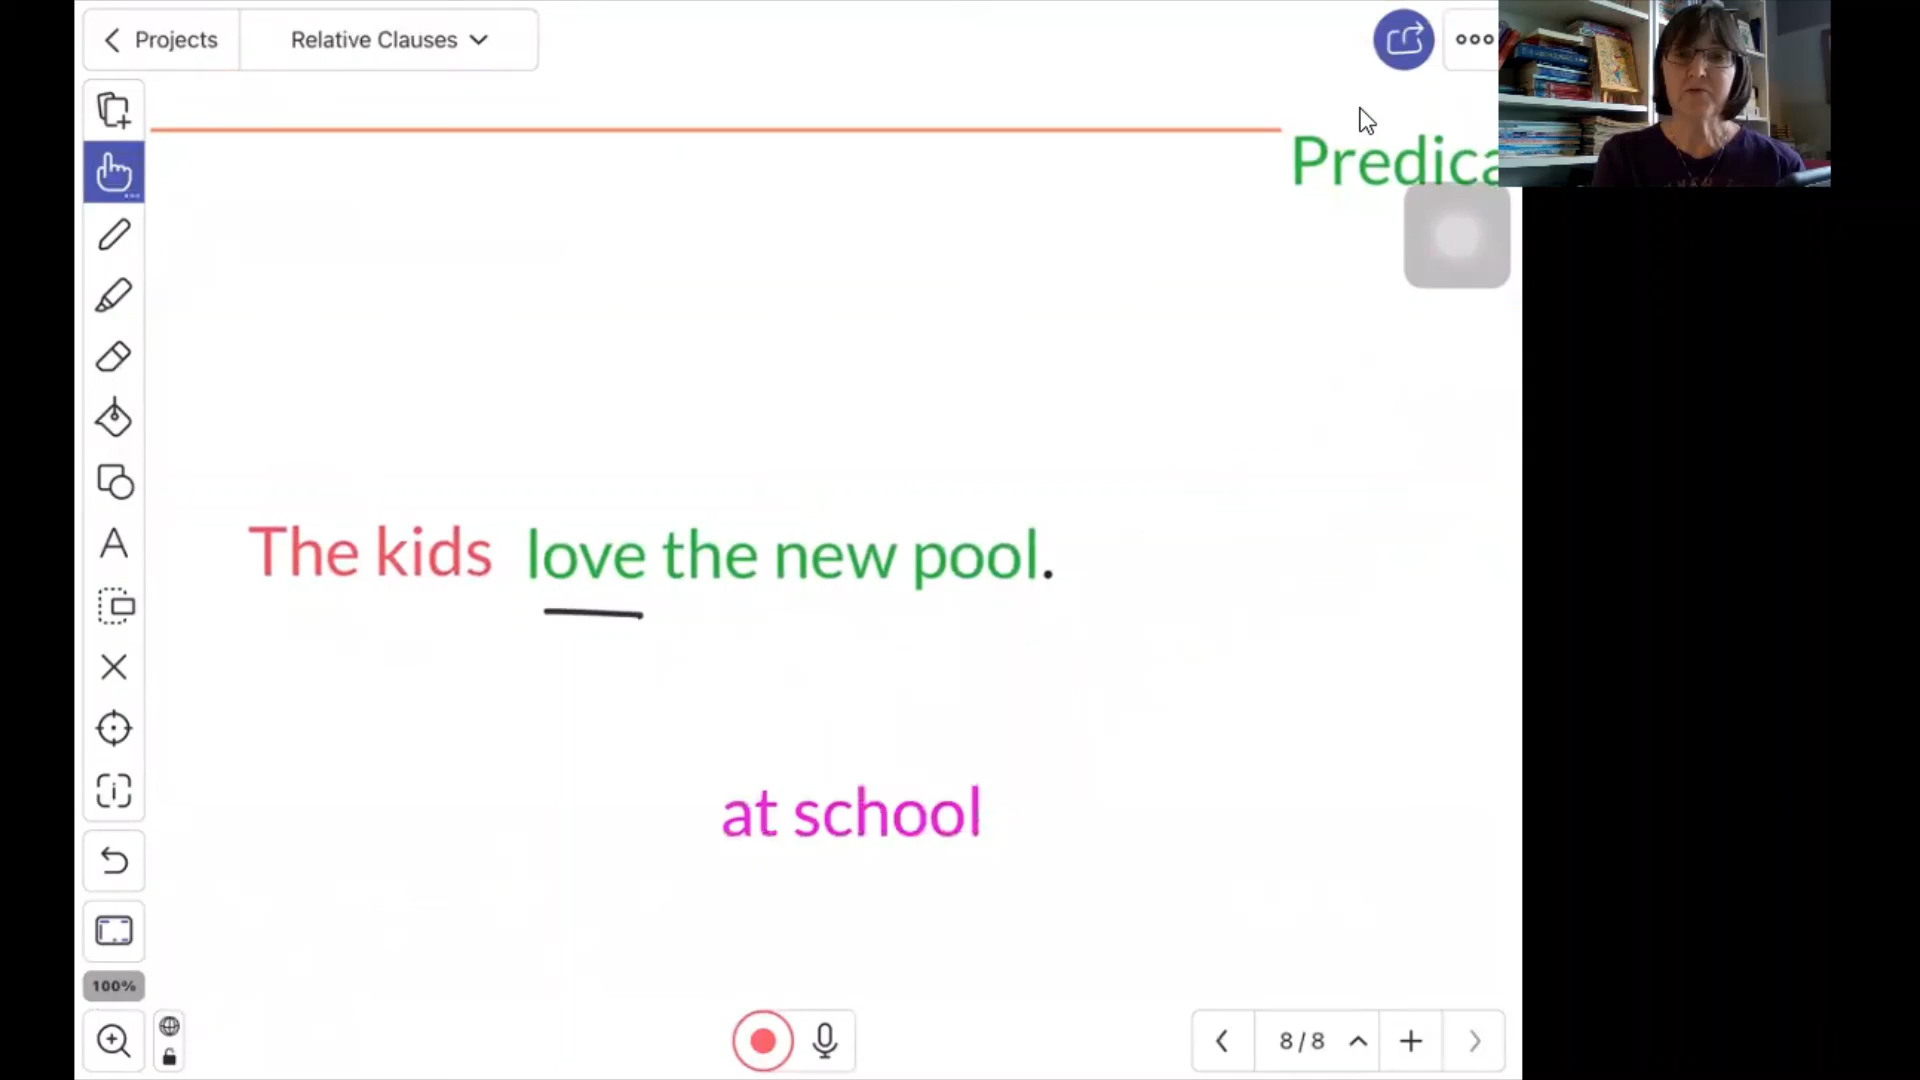 Projects
Relative Clauses
Predica
The kids love the new pool.
at school
100%
8/8